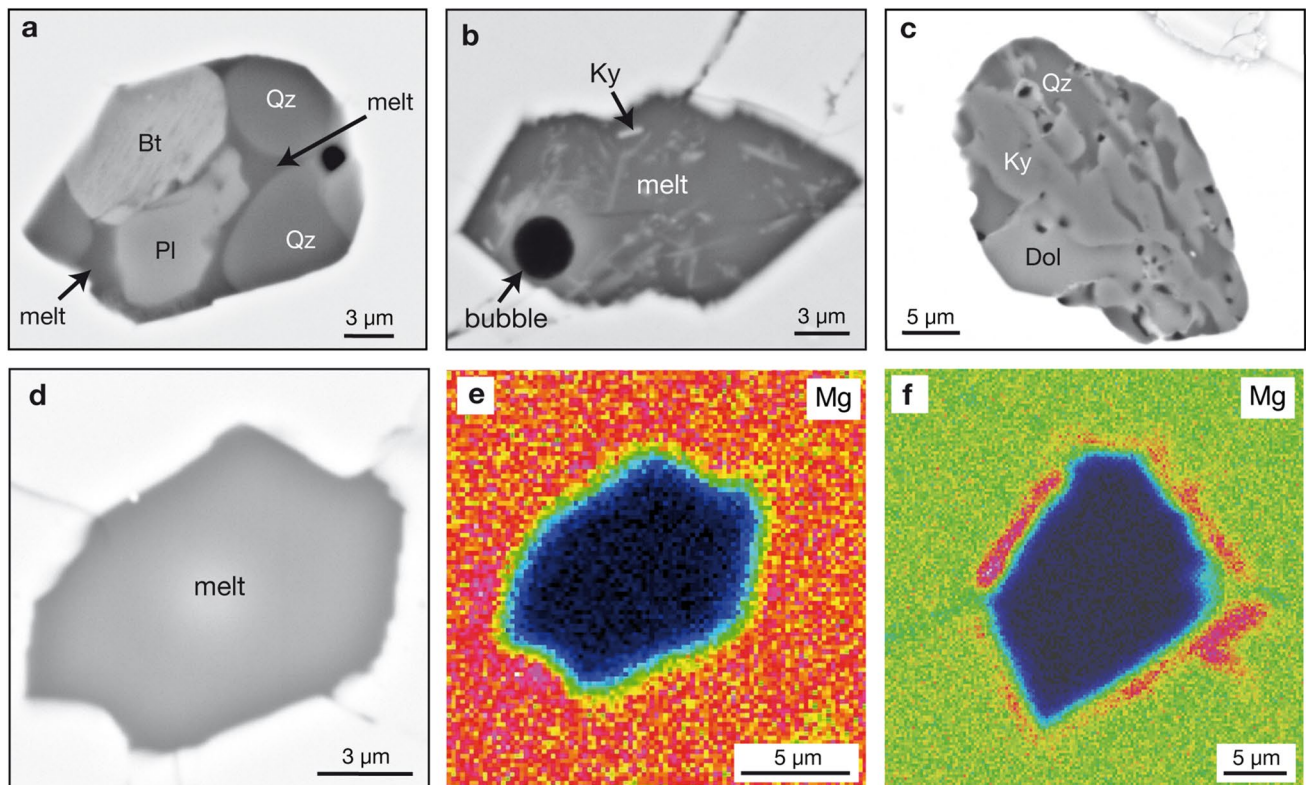 a
Qz
melt
Bt
Pl
Qz
melt
3 µm
b
Ky
melt
bubble
3 µm
c
Qz
Ky
Dol
5 µm
d
melt
3 µm
e
Mg
5 µm
f
Mg
5 µm